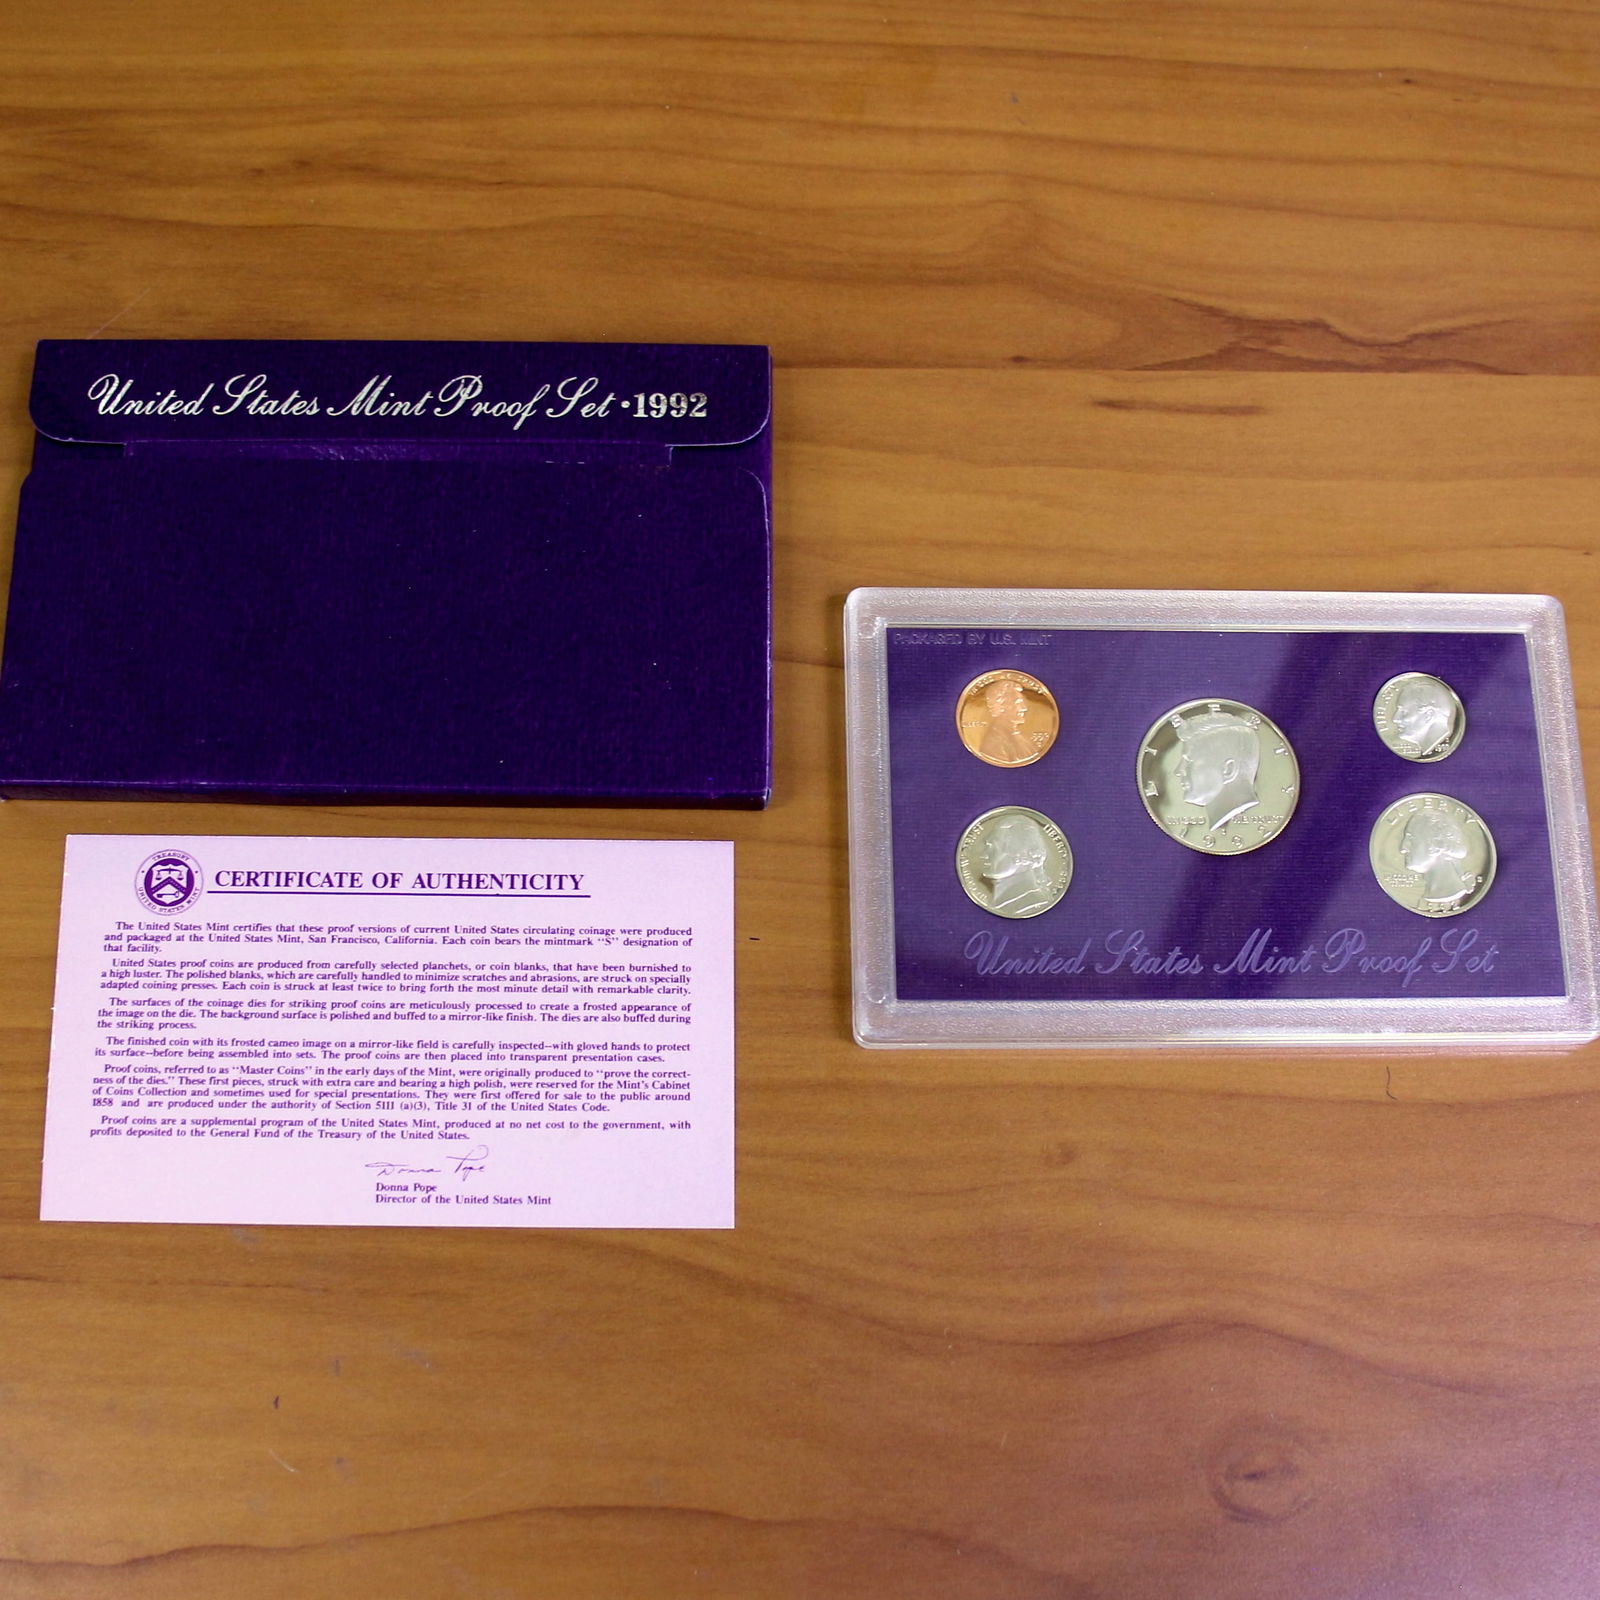 United States Mint Proof Set · 1992
TREASURY
UNITED STATES MINT
CERTIFICATE OF AUTHENTICITY
The United States Mint certifies that these proof versions of current United States circulating coinage were produced
and packaged at the United States Mint, San Francisco, California. Each coin bears the mintmark "S" designation of
that facility.
United States proof coins are produced from carefully selected planchets, or coin blanks, that have been burnished to
a high luster. The polished blanks, which are carefully handled to minimize scratches and abrasions, are struck on specially
adapted coining presses. Each coin is struck at least twice to bring forth the most minute detail with remarkable clarity.
The surfaces of the coinage dies for striking proof coins are meticulously processed to create a frosted appearance of
the image on the die. The background surface is polished and buffed to a mirror-like finish. The dies are also buffed during
the striking process.
The finished coin with its frosted cameo image on a mirror-like field is carefully inspected--with gloved hands to protect
its surface--before being assembled into sets. The proof coins are then placed into transparent presentation cases.
Proof coins, referred to as "Master Coins" in the early days of the Mint, were originally produced to "prove the correct-
ness of the dies." These first pieces, struck with extra care and bearing a high polish, were reserved for the Mint's Cabinet
of Coins Collection and sometimes used for special presentations. They were first offered for sale to the public around
1858 and are produced under the authority of Section 5111 (a)(3), Title 31 of the United States Code.
Proof coins are a supplemental program of the United States Mint, produced at no net cost to the government, with
profits deposited to the General Fund of the Treasury of the United States.
Donna Pope
Donna Pope
Director of the United States Mint
PACKAGED BY U.S. MINT
LIBERTY
1992
LIBERTY
LIBERTY
1992
United States Mint Proof Set